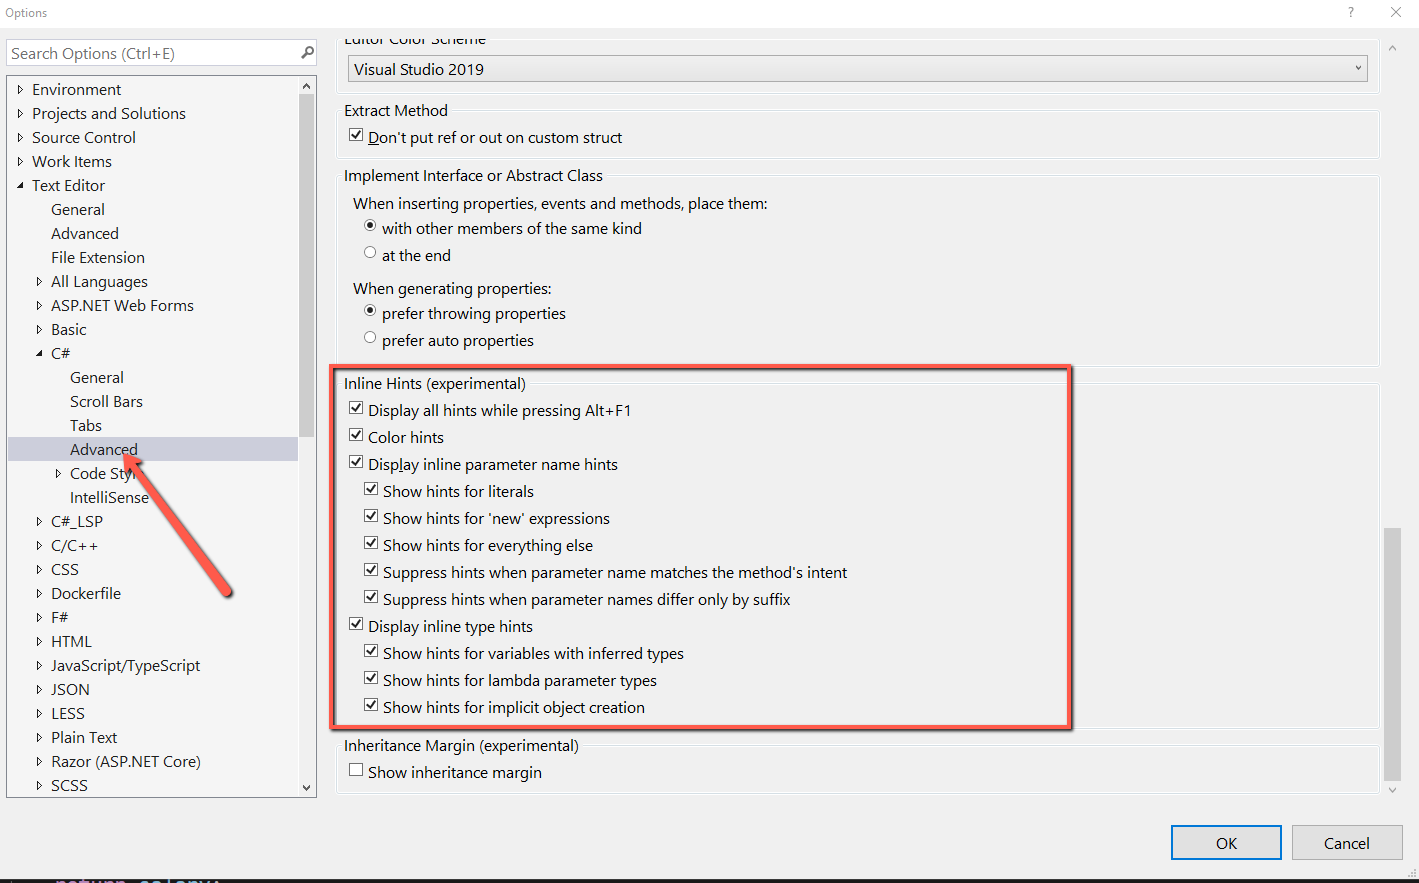 Options
Search Options (Ctrl+E)
Environment
Projects and Solutions
Source Control
Work Items
Text Editor
General
Advanced
File Extension
All Languages
ASP.NET Web Forms
Basic
C#
General
Scroll Bars
Tabs
Advanced
Code Sty
IntelliSense
C#_LSP
C/C++
CSS
Dockerfile
F#
HTML
JavaScript/TypeScript
JSON
LESS
Plain Text
Razor (ASP.NET Core)
SCSS
Editor Color Scheme
Visual Studio 2019
Extract Method
Don't put ref or out on custom struct
Implement Interface or Abstract Class
When inserting properties, events and methods, place them:
with other members of the same kind
at the end
When generating properties:
prefer throwing properties
prefer auto properties
Inline Hints (experimental)
Display all hints while pressing Alt+F1
Color hints
Display inline parameter name hints
Show hints for literals
Show hints for 'new' expressions
Show hints for everything else
Suppress hints when parameter name matches the method's intent
Suppress hints when parameter names differ only by suffix
Display inline type hints
Show hints for variables with inferred types
Show hints for lambda parameter types
Show hints for implicit object creation
Inheritance Margin (experimental)
Show inheritance margin
OK
Cancel